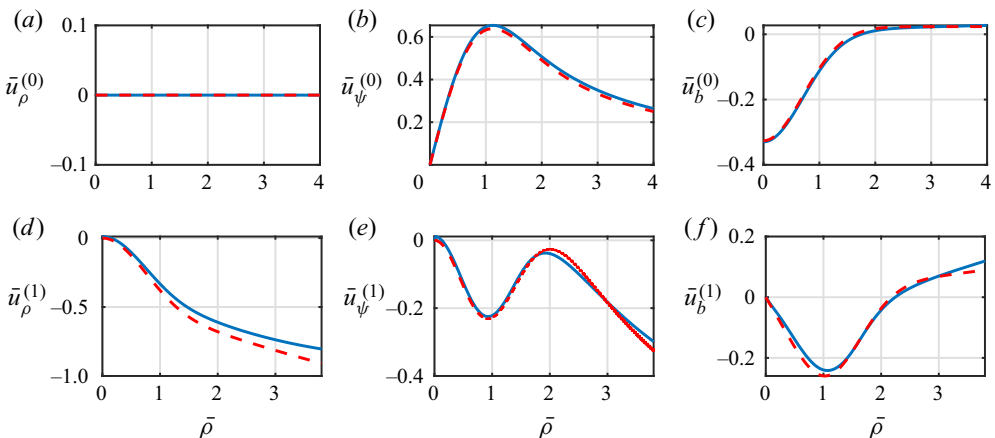 (a) (b) (c)
0.1 0.6 0
ū_ρ^(0) 0 ū_ψ^(0) 0.4 ū_b^(0) −0.2
0.2
−0.1 −0.4
0 1 2 3 4 0 1 2 3 4 0 1 2 3 4
(d) (e) (f)
0 0 0.2
ū_ρ^(1) −0.5 ū_ψ^(1) −0.2 ū_b^(1) 0
−0.2
−1.0 −0.4
0 1 2 3 0 1 2 3 0 1 2 3
ρ̄ ρ̄ ρ̄